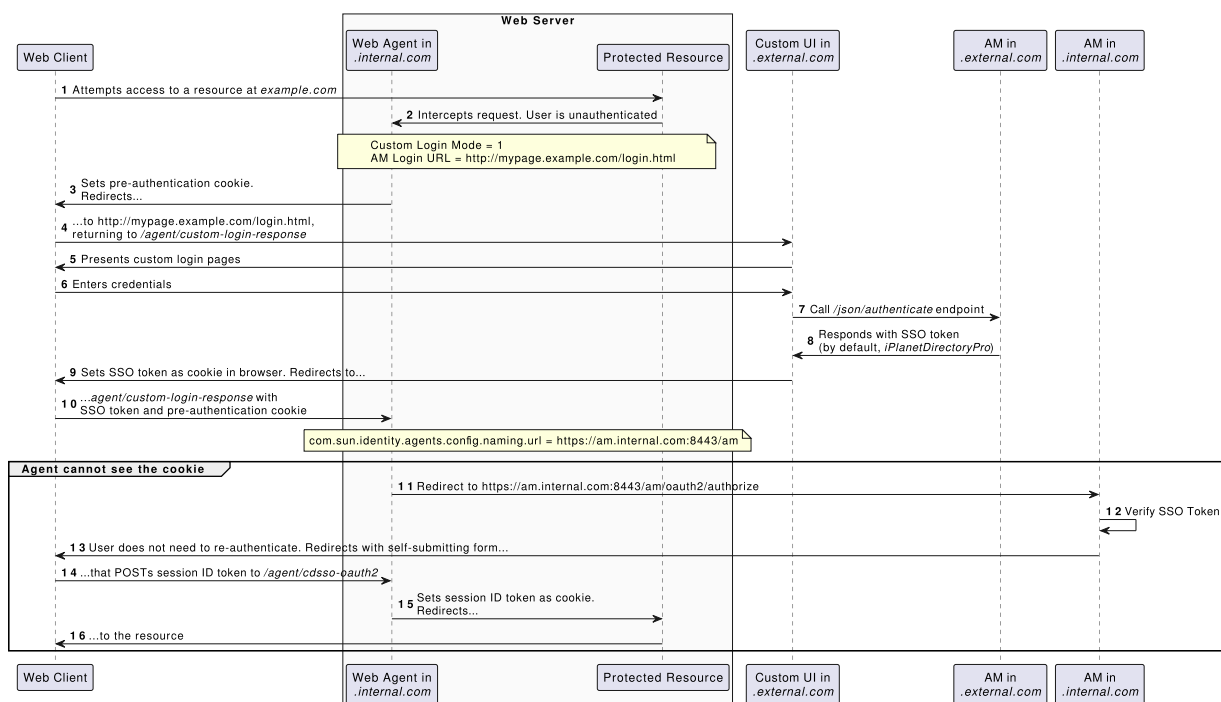 Web Server
Web Client
Web Agent in
.internal.com
Protected Resource
Custom UI in
.external.com
AM in
.external.com
AM in
.internal.com
1 Attempts access to a resource at example.com
2 Intercepts request. User is unauthenticated
Custom Login Mode = 1
AM Login URL = http://mypage.example.com/login.html
3 Sets pre-authentication cookie.
Redirects...
4 ...to http://mypage.example.com/login.html,
returning to /agent/custom-login-response
5 Presents custom login pages
6 Enters credentials
7 Call /json/authenticate endpoint
8 Responds with SSO token
(by default, iPlanetDirectoryPro)
9 Sets SSO token as cookie in browser. Redirects to...
10 ...agent/custom-login-response with
SSO token and pre-authentication cookie
com.sun.identity.agents.config.naming.url = https://am.internal.com:8443/am
Agent cannot see the cookie
11 Redirect to https://am.internal.com:8443/am/oauth2/authorize
12 Verify SSO Token
13 User does not need to re-authenticate. Redirects with self-submitting form...
14 ...that POSTs session ID token to /agent/cdsso-oauth2
15 Sets session ID token as cookie.
Redirects...
16 ...to the resource
Web Client
Web Agent in
.internal.com
Protected Resource
Custom UI in
.external.com
AM in
.external.com
AM in
.internal.com